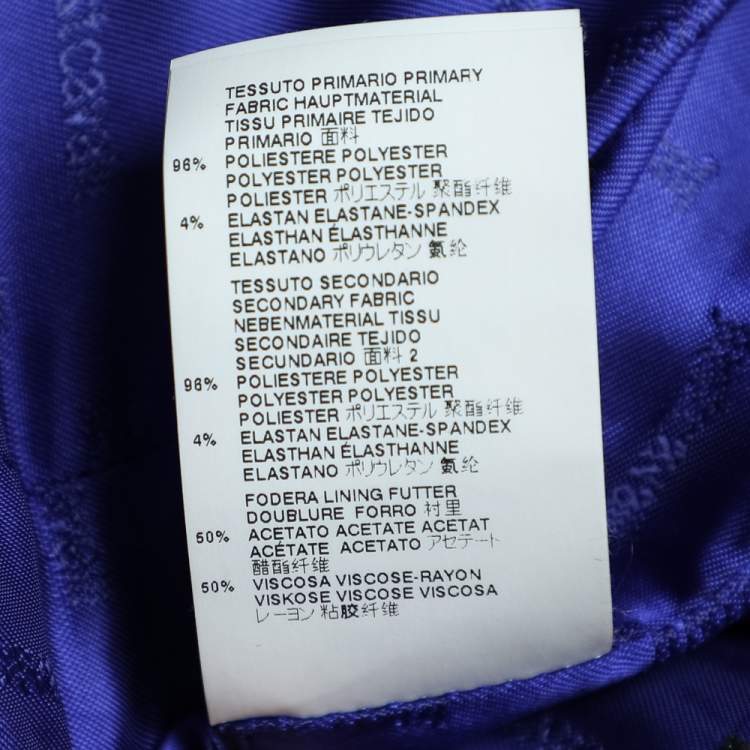 TESSUTO PRIMARIO PRIMARY
FABRIC HAUPTMATERIAL
TISSU PRIMAIRE TEJIDO
PRIMARIO 面料
96% POLIESTERE POLYESTER
POLYESTER POLYESTER
POLIESTER ポリエステル 聚酯纤维
4% ELASTAN ELASTANE-SPANDEX
ELASTHAN ÉLASTHANNE
ELASTANO ポリウレタン 氨纶
TESSUTO SECONDARIO
SECONDARY FABRIC
NEBENMATERIAL TISSU
SECONDAIRE TEJIDO
SECUNDARIO 面料 2
96% POLIESTERE POLYESTER
POLYESTER POLYESTER
POLIESTER ポリエステル 聚酯纤维
4% ELASTAN ELASTANE-SPANDEX
ELASTHAN ÉLASTHANNE
ELASTANO ポリウレタン 氨纶
FODERA LINING FUTTER
DOUBLURE FORRO 衬里
50% ACETATO ACETATE ACETAT
ACÉTATE ACETATO アセテート
醋酯纤维
50% VISCOSA VISCOSE-RAYON
VISKOSE VISCOSE VISCOSA
レーヨン 粘胶纤维